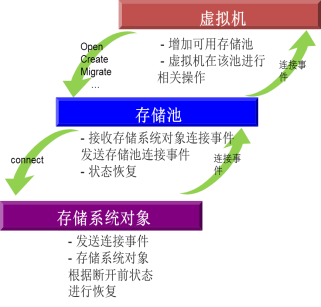 虚拟机
Open
Create
Migrate
...
- 增加可用存储池
- 虚拟机在该池进行
相关操作
连接事
件
存储池
connect
- 接收存储系统对象连接事件
发送存储池连接事件
- 状态恢复
连接事
件
存储系统对象
- 发送连接事件
- 存储系统对象
根据断开前状态
进行恢复